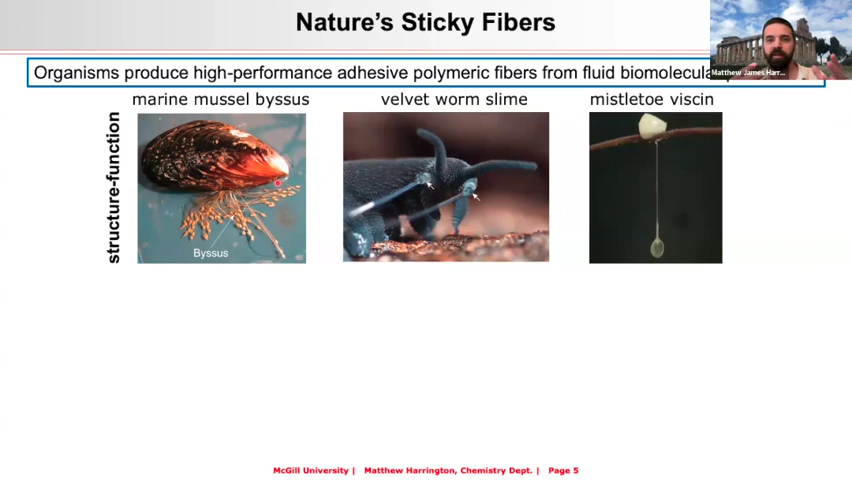 Nature's Sticky Fibers
Matthew James Harr...
Organisms produce high-performance adhesive polymeric fibers from fluid biomolecula
marine mussel byssus
velvet worm slime
mistletoe viscin
structure-function
Byssus
McGill University | Matthew Harrington, Chemistry Dept. | Page 5